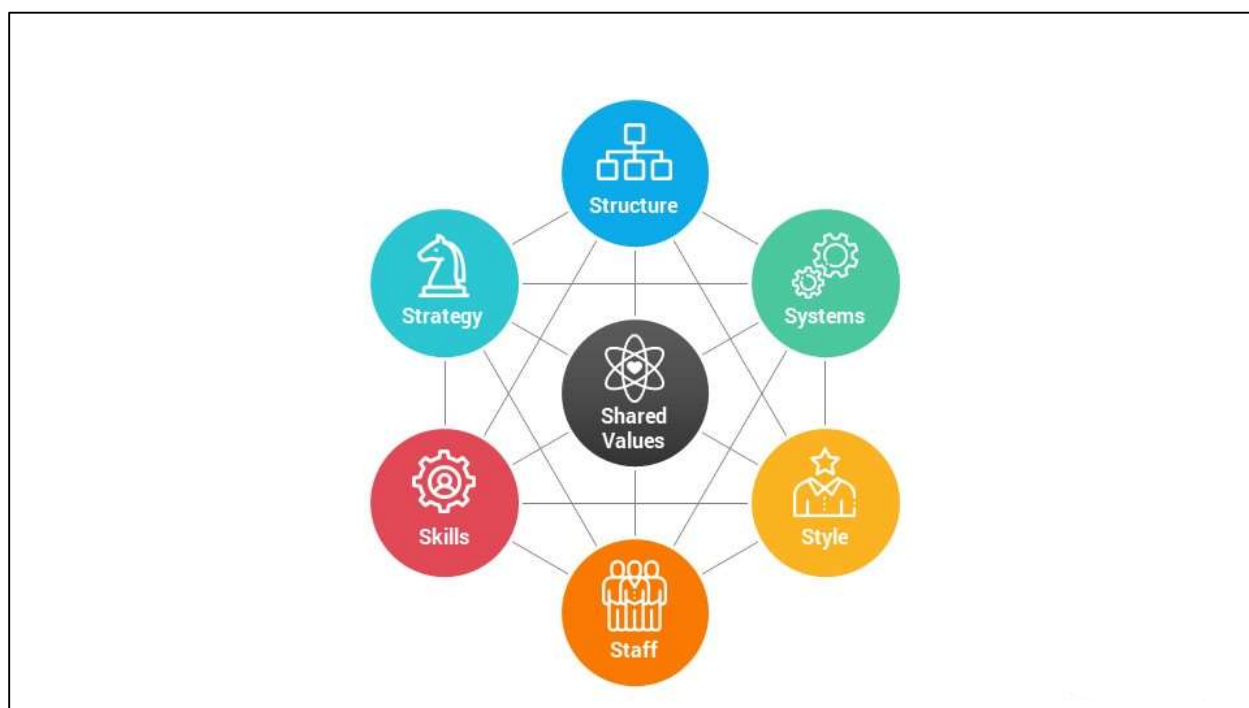 Structure
Strategy
Systems
Shared
Values
Skills
Style
Staff